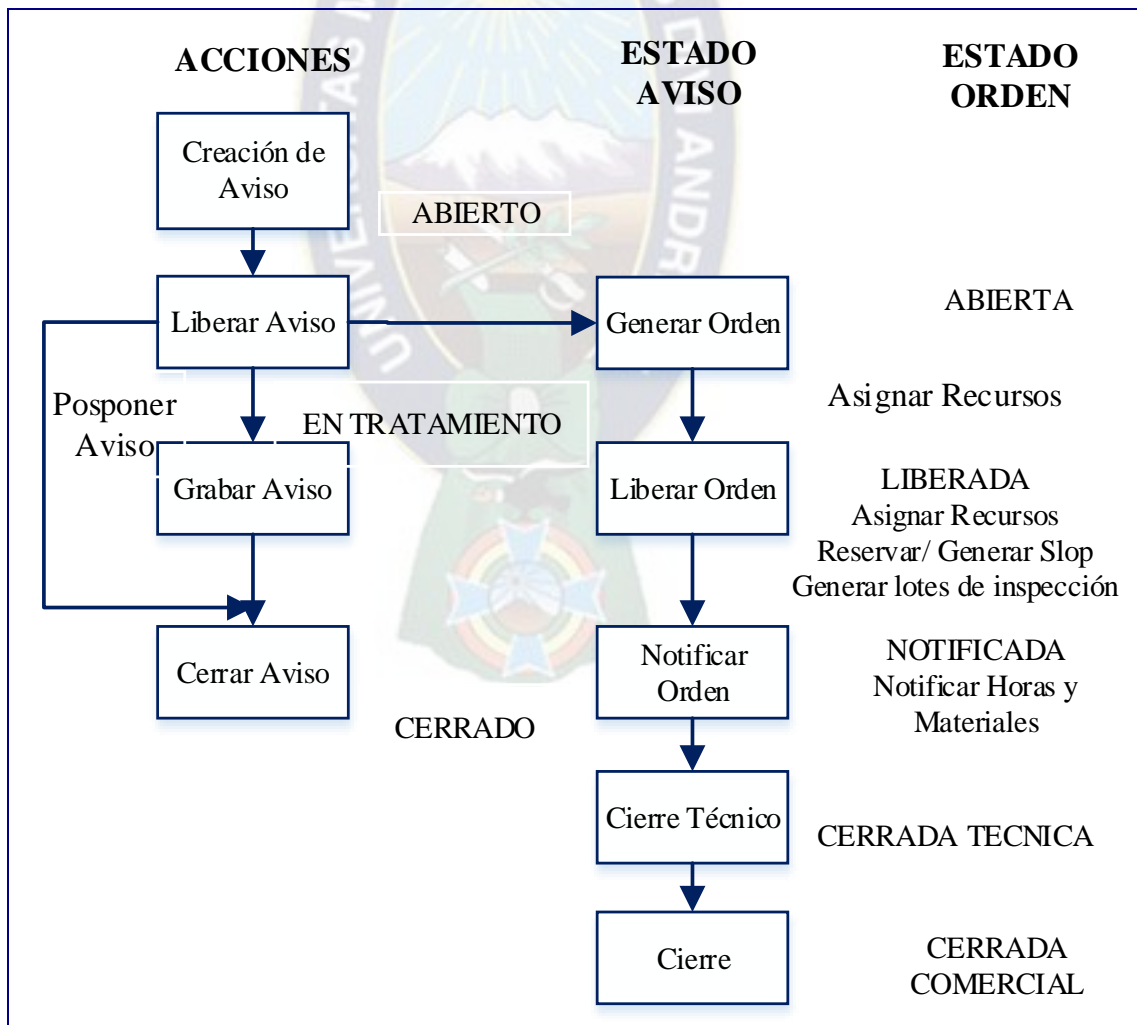 ACCIONES
ESTADO
AVISO
ESTADO
ORDEN
Creación de
Aviso
ABIERTO
Liberar Aviso
Generar Orden
ABIERTA
Posponer
Aviso
EN TRATAMIENTO
Asignar Recursos
Grabar Aviso
Liberar Orden
LIBERADA
Asignar Recursos
Reservar/ Generar Slop
Generar lotes de inspección
Cerrar Aviso
Notificar
Orden
NOTIFICADA
Notificar Horas y
Materiales
CERRADO
Cierre Técnico
CERRADA TECNICA
Cierre
CERRADA
COMERCIAL